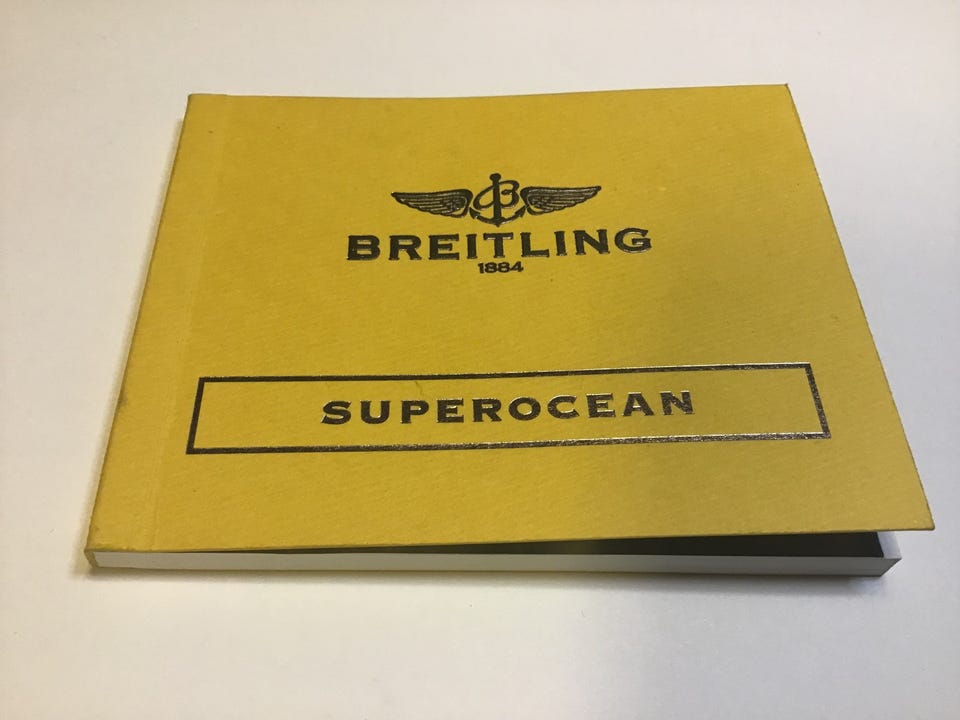 BREITLING
1884
SUPEROCEAN